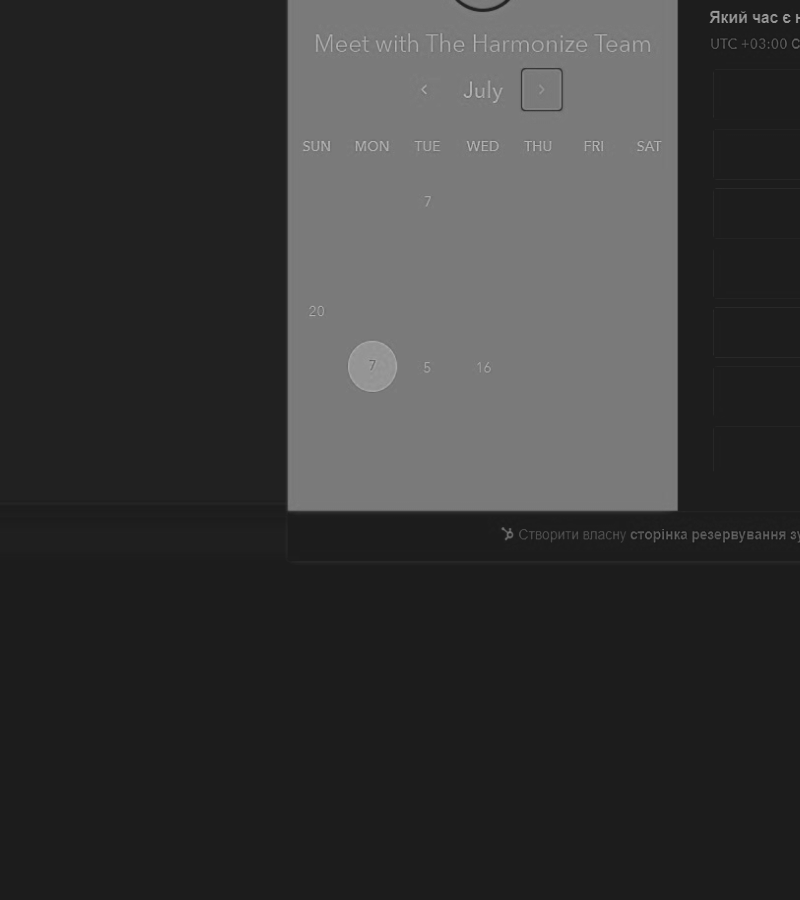 Meet with The Harmonize Team
July
SUN MON TUE WED THU FRI SAT
7
20
7 5 16
Який час є
UTC +03:00
Створити власну сторінка резервування